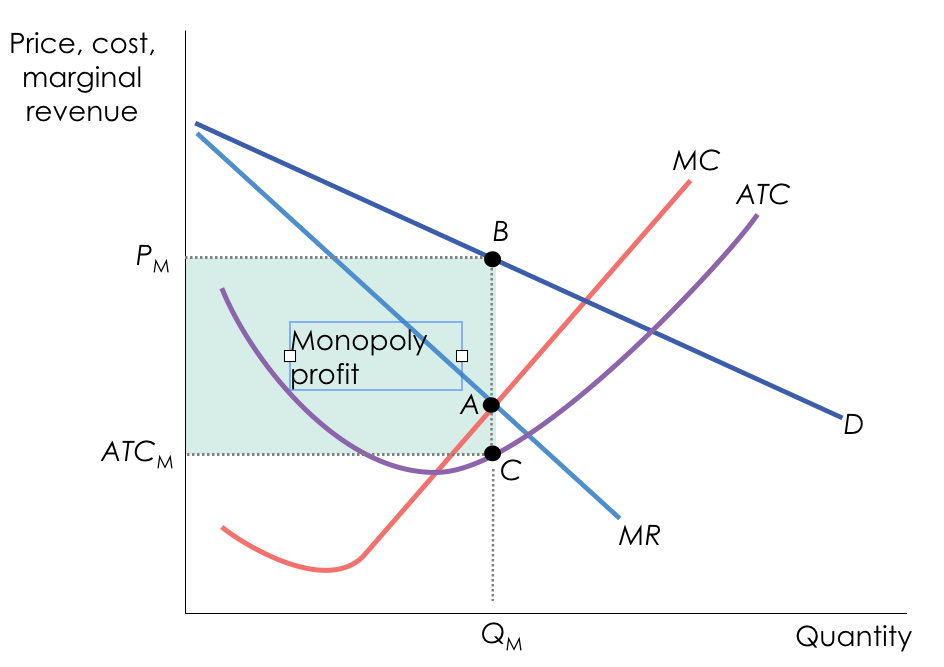 Price, cost,
marginal
revenue
MC
ATC
B
P_M
Monopoly
profit
A
D
ATC_M
C
MR
Q_M
Quantity